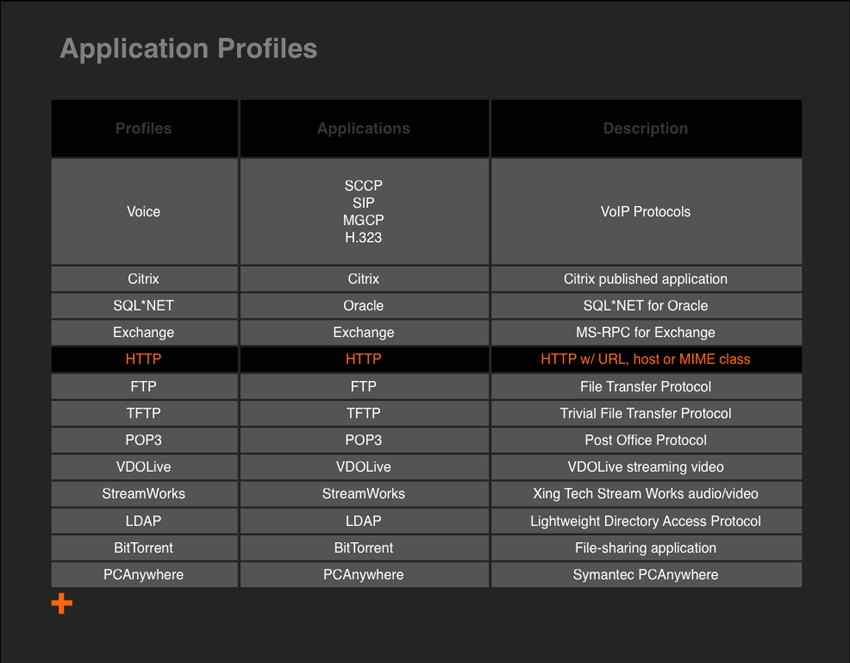 Application Profiles
Profiles Applications Description
Voice SCCP SIP MGCP H.323 VoIP Protocols
Citrix Citrix Citrix published application
SQL*NET Oracle SQL*NET for Oracle
Exchange Exchange MS-RPC for Exchange
HTTP HTTP HTTP w/ URL, host or MIME class
FTP FTP File Transfer Protocol
TFTP TFTP Trivial File Transfer Protocol
POP3 POP3 Post Office Protocol
VDOLive VDOLive VDOLive streaming video
StreamWorks StreamWorks Xing Tech Stream Works audio/video
LDAP LDAP Lightweight Directory Access Protocol
BitTorrent BitTorrent File-sharing application
PCAnywhere PCAnywhere Symantec PCAnywhere